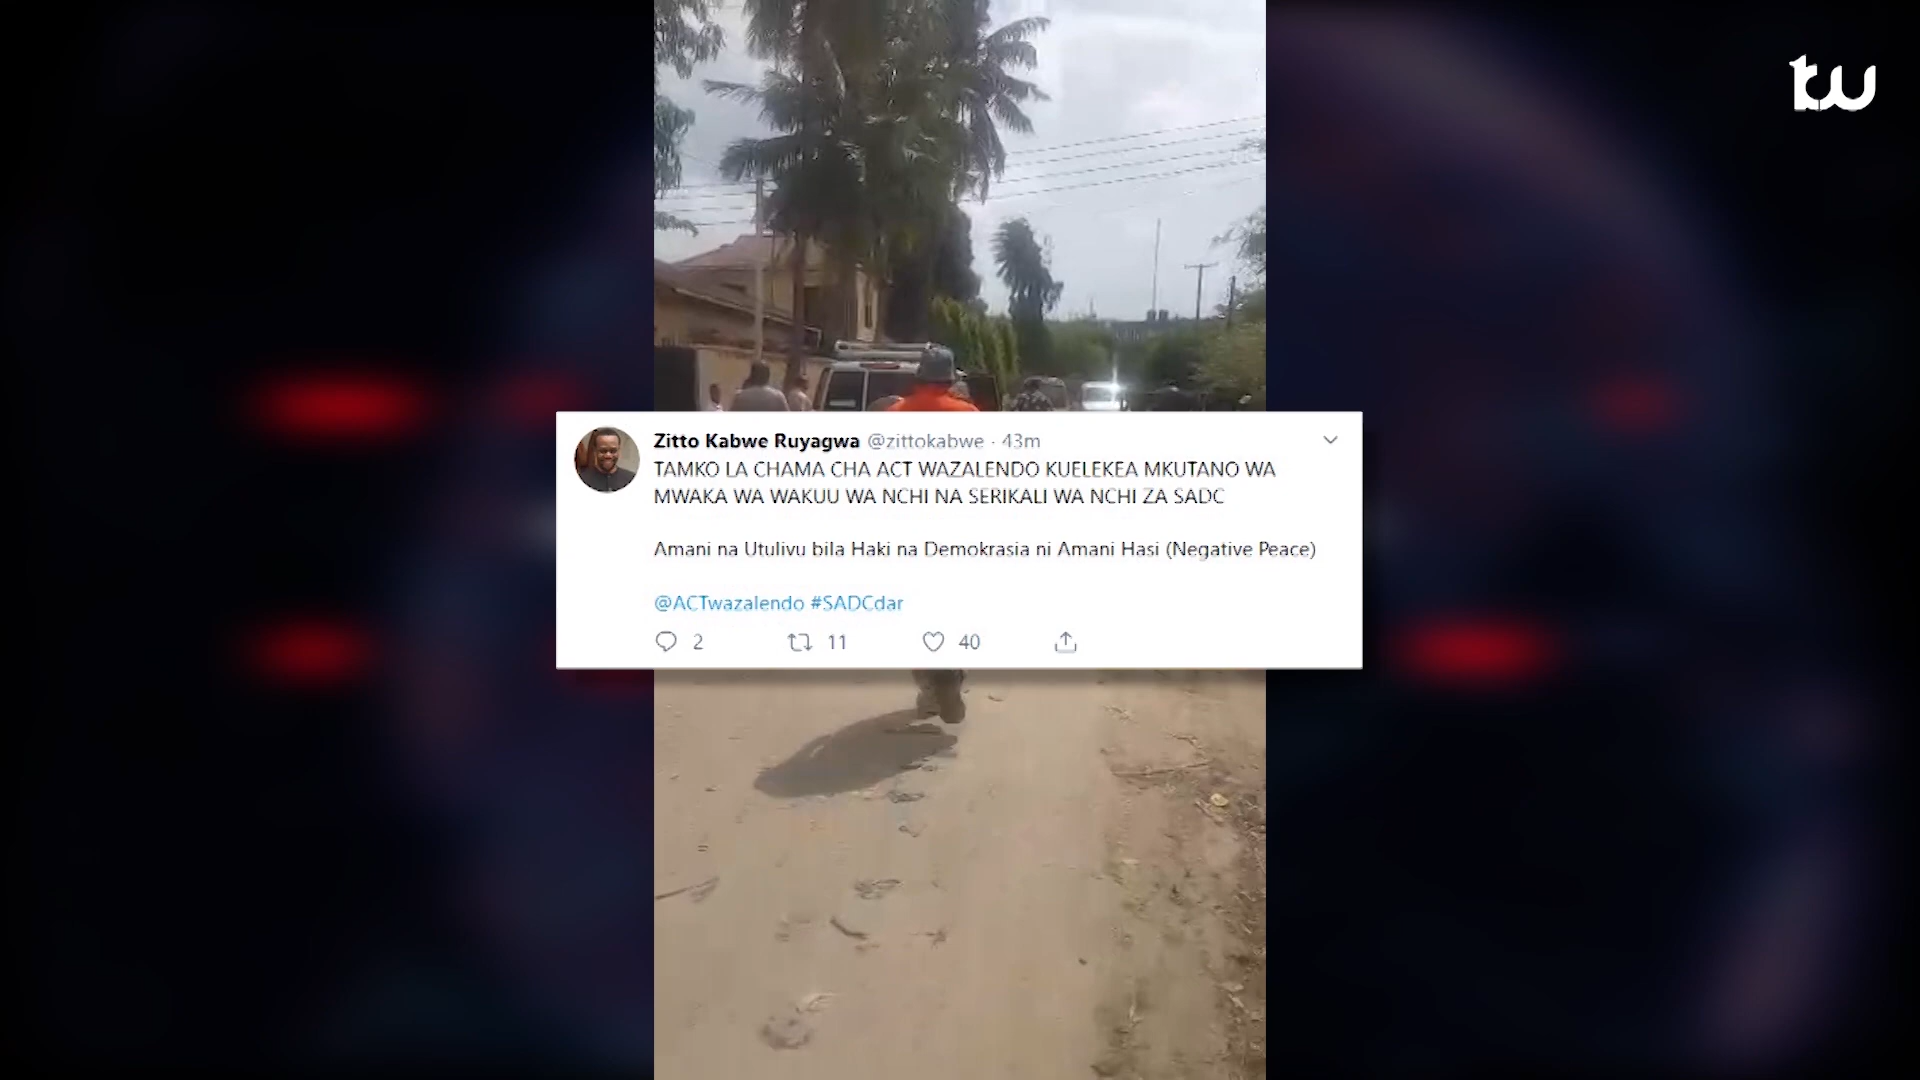 tw
Zitto Kabwe Ruyagwa @zittokabwe · 43m
TAMKO LA CHAMA CHA ACT WAZALENDO KUELEKEA MKUTANO WA
MWAKA WA WAKUU WA NCHI NA SERIKALI WA NCHI ZA SADC
Amani na Utulivu bila Haki na Demokrasia ni Amani Hasi (Negative Peace)
@ACTwazalendo #SADCdar
2 11 40